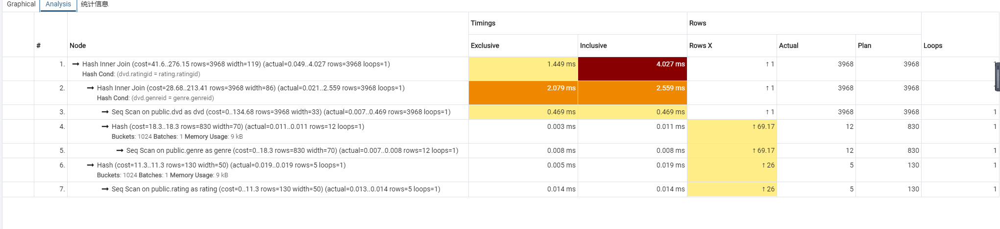 Graphical Analysis 统计信息
Timings Rows
# Node Exclusive Inclusive Rows X Actual Plan Loops
1. → Hash Inner Join (cost=41.6..276.15 rows=3968 width=119) (actual=0.049..4.027 rows=3968 loops=1) 1.449 ms 4.027 ms ↑ 1 3968 3968 1
Hash Cond: (dvd.ratingid = rating.ratingid)
2. → Hash Inner Join (cost=28.68..213.41 rows=3968 width=86) (actual=0.021..2.559 rows=3968 loops=1) 2.079 ms 2.559 ms ↑ 1 3968 3968 1
Hash Cond: (dvd.genreid = genre.genreid)
3. → Seq Scan on public.dvd as dvd (cost=0..134.68 rows=3968 width=33) (actual=0.007..0.469 rows=3968 loops=1) 0.469 ms 0.469 ms ↑ 1 3968 3968 1
4. → Hash (cost=18.3..18.3 rows=830 width=70) (actual=0.011..0.011 rows=12 loops=1) 0.003 ms 0.011 ms ↑ 69.17 12 830 1
Buckets: 1024 Batches: 1 Memory Usage: 9 kB
5. → Seq Scan on public.genre as genre (cost=0..18.3 rows=830 width=70) (actual=0.007..0.008 rows=12 loops=1) 0.008 ms 0.008 ms ↑ 69.17 12 830 1
6. → Hash (cost=11.3..11.3 rows=130 width=50) (actual=0.019..0.019 rows=5 loops=1) 0.005 ms 0.019 ms ↑ 26 5 130 1
Buckets: 1024 Batches: 1 Memory Usage: 9 kB
7. → Seq Scan on public.rating as rating (cost=0..11.3 rows=130 width=50) (actual=0.013..0.014 rows=5 loops=1) 0.014 ms 0.014 ms ↑ 26 5 130 1